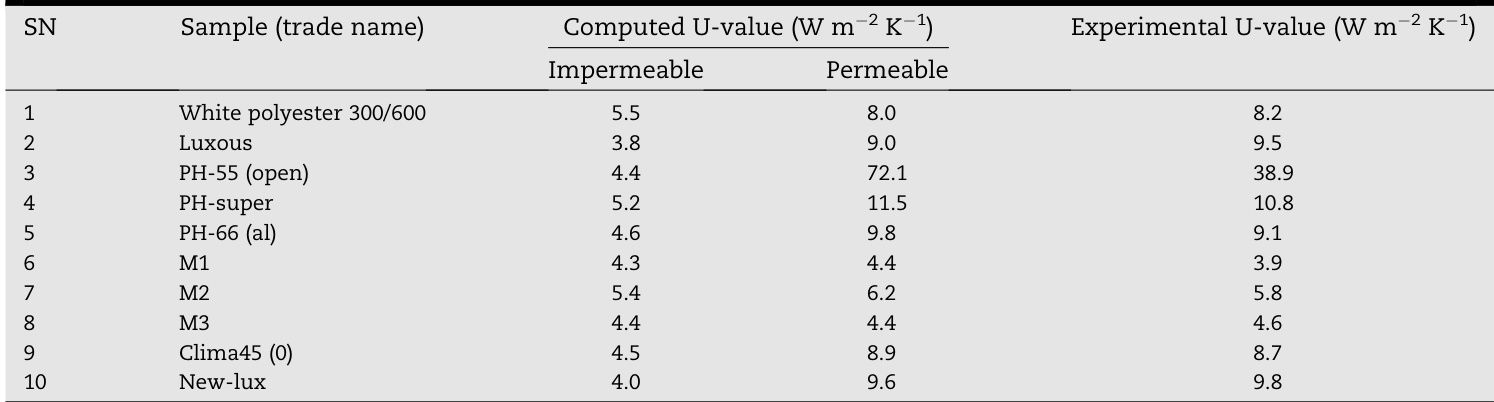 SN Sample (trade name) Computed U-value (W m−2 K−1) Experimental U-value (W m−2 K−1)
Impermeable Permeable
1 White polyester 300/600 5.5 8.0 8.2
2 Luxous 3.8 9.0 9.5
3 PH-55 (open) 4.4 72.1 38.9
4 PH-super 5.2 11.5 10.8
5 PH-66 (al) 4.6 9.8 9.1
6 M1 4.3 4.4 3.9
7 M2 5.4 6.2 5.8
8 M3 4.4 4.4 4.6
9 Clima45 (0) 4.5 8.9 8.7
10 New-lux 4.0 9.6 9.8